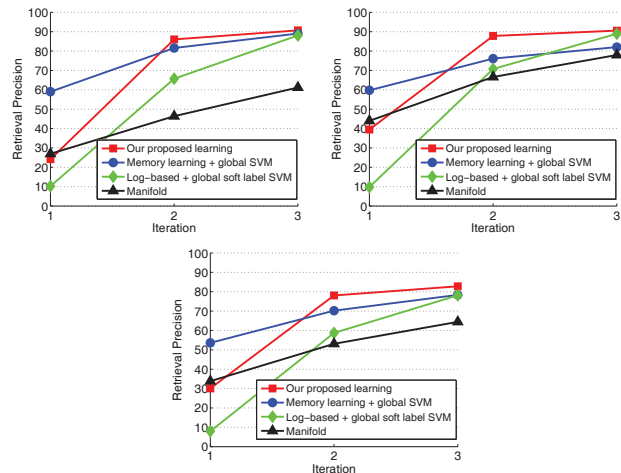 100
90
80
70
60
50
40
30
20
10
0
Retrieval Precision
Our proposed learning
Memory learning + global SVM
Log−based + global soft label SVM
Manifold
1 2 3
Iteration
100
90
80
70
60
50
40
30
20
10
0
Retrieval Precision
Our proposed learning
Memory learning + global SVM
Log−based + global soft label SVM
Manifold
1 2 3
Iteration
100
90
80
70
60
50
40
30
20
10
0
Retrieval Precision
Our proposed learning
Memory learning + global SVM
Log−based + global soft label SVM
Manifold
1 2 3
Iteration